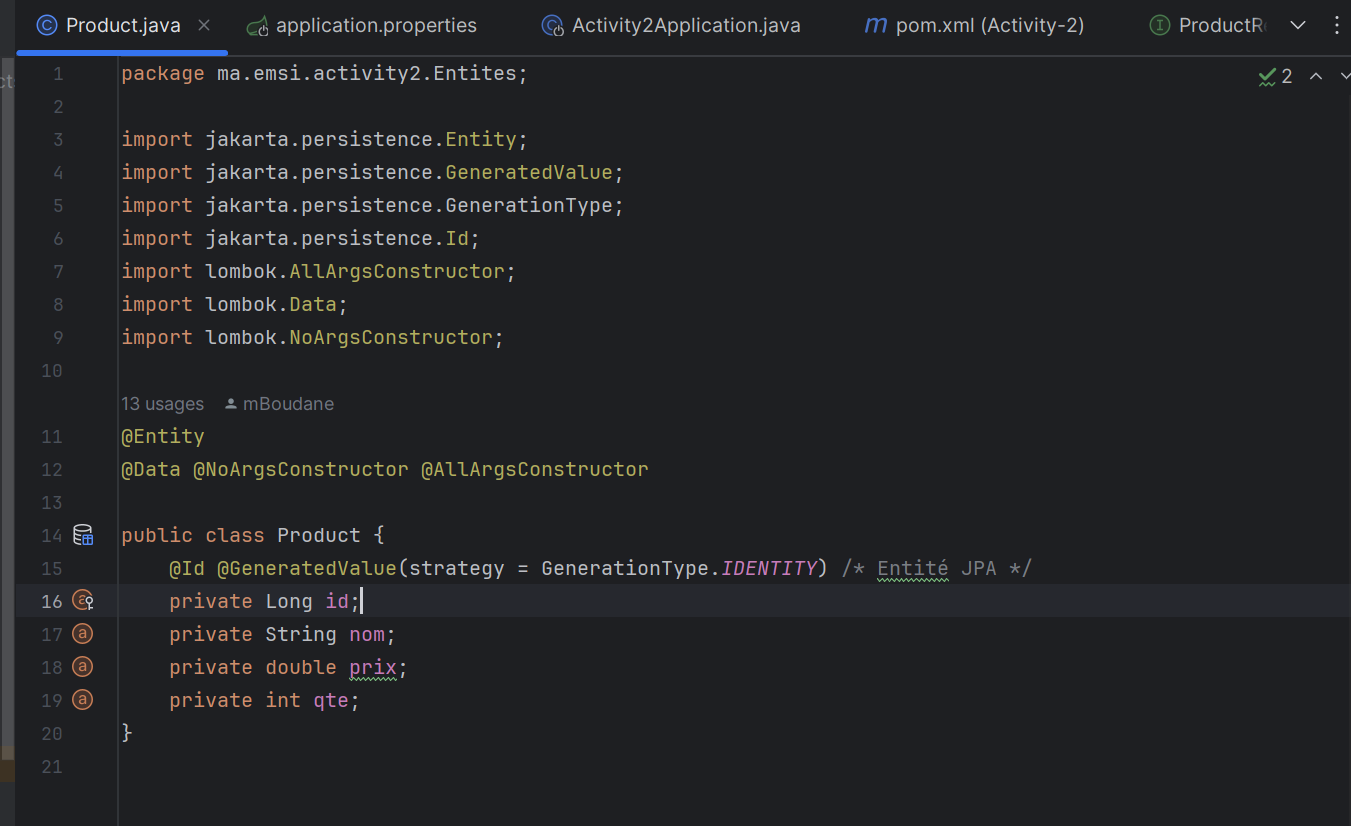 Product.java application.properties Activity2Application.java pom.xml (Activity-2) ProductRe
1 package ma.emsi.activity2.Entites; 2
2
3 import jakarta.persistence.Entity;
4 import jakarta.persistence.GeneratedValue;
5 import jakarta.persistence.GenerationType;
6 import jakarta.persistence.Id;
7 import lombok.AllArgsConstructor;
8 import lombok.Data;
9 import lombok.NoArgsConstructor;
10
13 usages mBoudane
11 @Entity
12 @Data @NoArgsConstructor @AllArgsConstructor
13
14 public class Product {
15 @Id @GeneratedValue(strategy = GenerationType.IDENTITY) /* Entité JPA */
16 private Long id;
17 private String nom;
18 private double prix;
19 private int qte;
20 }
21